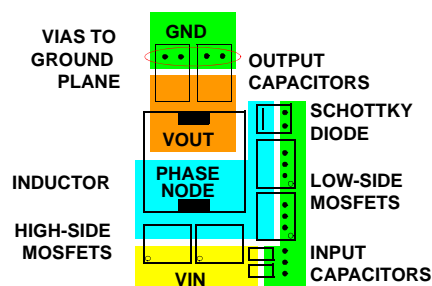 VIAS TO
GROUND
PLANE
GND
OUTPUT
CAPACITORS
VOUT
SCHOTTKY
DIODE
INDUCTOR
PHASE
NODE
LOW-SIDE
MOSFETS
HIGH-SIDE
MOSFETS
VIN
INPUT
CAPACITORS